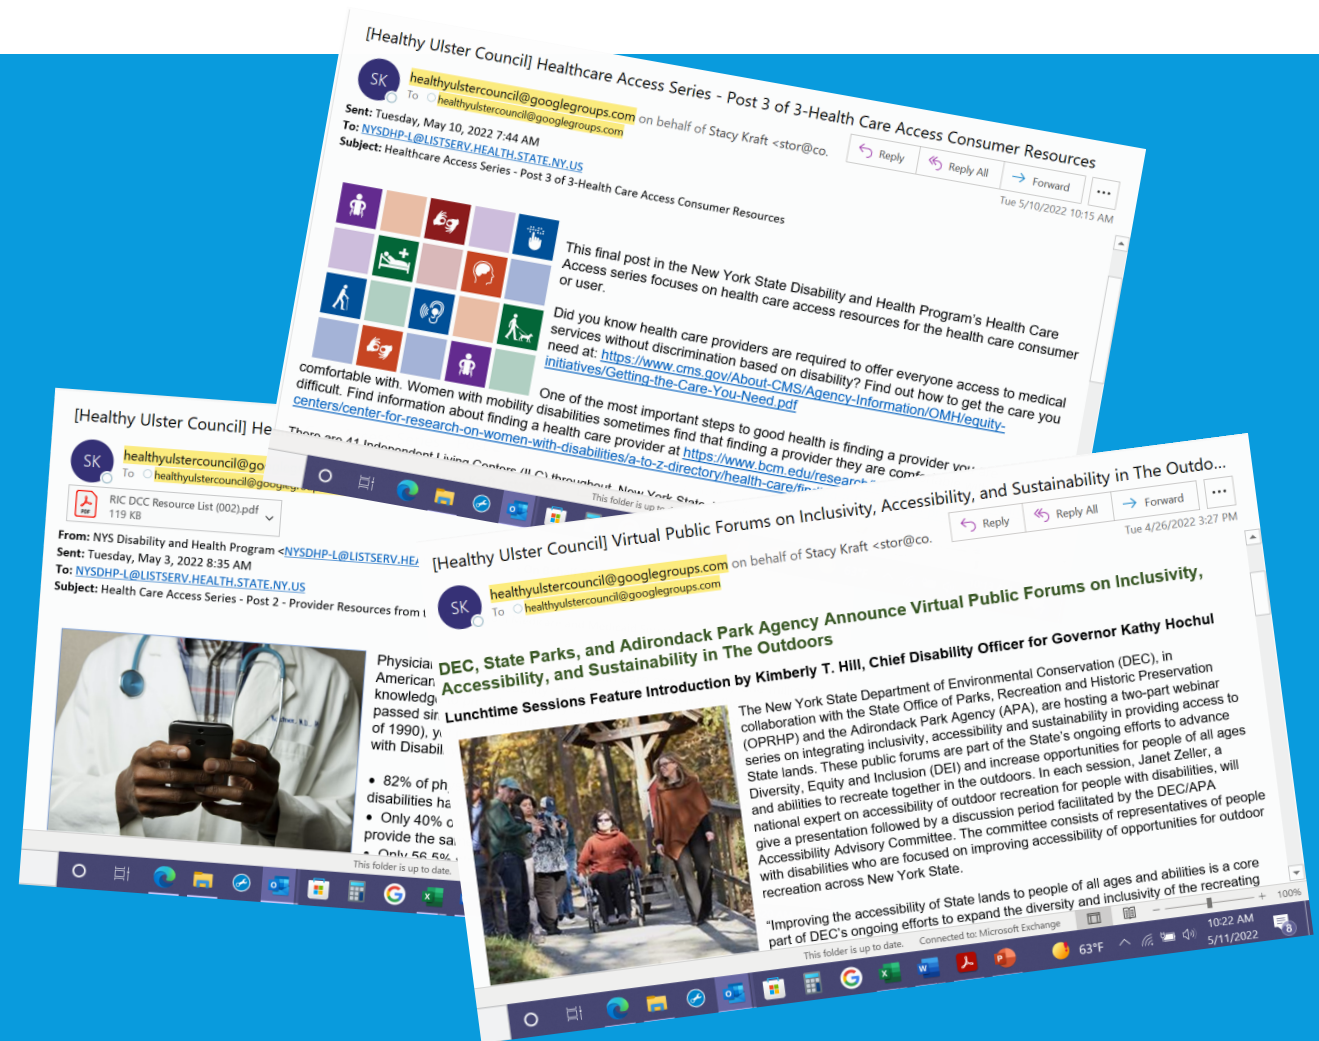 [Healthy Ulster Council] Healthcare Access Series - Post 3 of 3-Health Care Access Consumer Resources
SK
healthyulstercouncil@googlegroups.com on behalf of Stacy Kraft <stor@co.
To healthyulstercouncil@googlegroups.com
Reply
Reply All
Forward
Tue 5/10/2022 10:15 AM
Sent: Tuesday, May 10, 2022 7:44 AM
To: NYSDHP-L@LISTSERV.HEALTH.STATE.NY.US
Subject: Healthcare Access Series - Post 3 of 3-Health Care Access Consumer Resources
This final post in the New York State Disability and Health Program's Health Care
Access series focuses on health care access resources for the health care consumer
or user.
Did you know health care providers are required to offer everyone access to medical
services without discrimination based on disability? Find out how to get the care you
need at: https://www.cms.gov/About-CMS/Agency-Information/OMH/equity-
initiatives/Getting-the-Care-You-Need.pdf
One of the most important steps to good health is finding a provider you
comfortable with. Women with mobility disabilities sometimes find that finding a provider they are comf
difficult. Find information about finding a health care provider at https://www.bcm.edu/research
centers/center-for-research-on-women-with-disabilities/a-to-z-directory/health-care/fin
There are 41 Independent Living Centers (ILC) throughout New York State
This folder is up to
[Healthy Ulster Council] He
SK
healthyulstercouncil@goo
To healthyulstercouncil@googlegroup
RIC DCC Resource List (002).pdf
119 KB
From: NYS Disability and Health Program <NYSDHP-L@LISTSERV.HEA
Sent: Tuesday, May 3, 2022 8:35 AM
To: NYSDHP-L@LISTSERV.HEALTH.STATE.NY.US
Subject: Health Care Access Series - Post 2 - Provider Resources from t
Physician
American
knowledg
passed sin
of 1990), y
with Disabil
• 82% of ph
disabilities ha
• Only 40% o
provide the sa
• Only 56.5%
This folder is up to date.
[Healthy Ulster Council] Virtual Public Forums on Inclusivity, Accessibility, and Sustainability in The Outdo...
SK
healthyulstercouncil@googlegroups.com on behalf of Stacy Kraft <stor@co.
To healthyulstercouncil@googlegroups.com
Reply
Reply All
Forward
Tue 4/26/2022 3:27 PM
DEC, State Parks, and Adirondack Park Agency Announce Virtual Public Forums on Inclusivity,
Accessibility, and Sustainability in The Outdoors
Lunchtime Sessions Feature Introduction by Kimberly T. Hill, Chief Disability Officer for Governor Kathy Hochul
The New York State Department of Environmental Conservation (DEC), in
collaboration with the State Office of Parks, Recreation and Historic Preservation
(OPRHP) and the Adirondack Park Agency (APA), are hosting a two-part webinar
series on integrating inclusivity, accessibility and sustainability in providing access to
State lands. These public forums are part of the State's ongoing efforts to advance
Diversity, Equity and Inclusion (DEI) and increase opportunities for people of all ages
and abilities to recreate together in the outdoors. In each session, Janet Zeller, a
national expert on accessibility of outdoor recreation for people with disabilities, will
give a presentation followed by a discussion period facilitated by the DEC/APA
Accessibility Advisory Committee. The committee consists of representatives of people
with disabilities who are focused on improving accessibility of opportunities for outdoor
recreation across New York State.
"Improving the accessibility of State lands to people of all ages and abilities is a core
part of DEC's ongoing efforts to expand the diversity and inclusivity of the recreating
This folder is up to date.
Connected to: Microsoft Exchange
100%
63°F
10:22 AM
5/11/2022
8